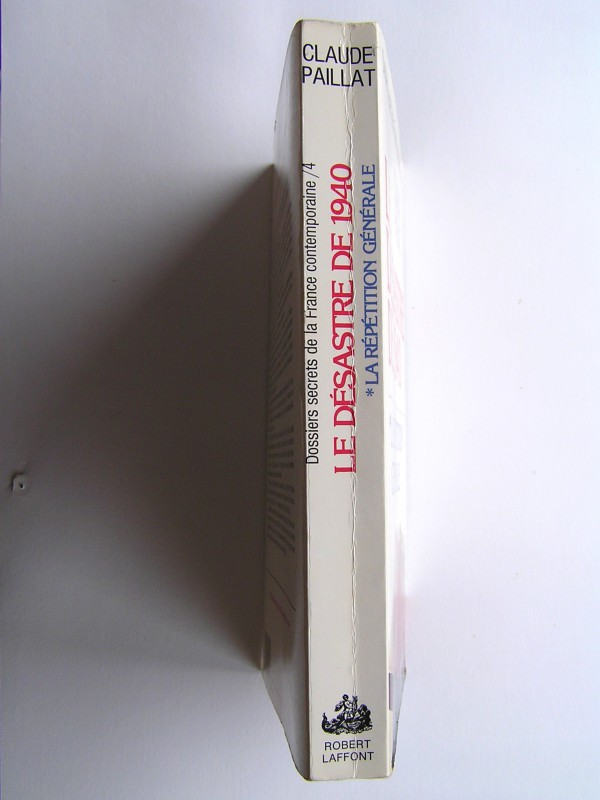 CLAUDE
PAILLAT
Dossiers secrets de la France contemporaine/4
LE DÉSASTRE DE 1940
* LA RÉPÉTITION GÉNÉRALE
ROBERT
LAFFONT